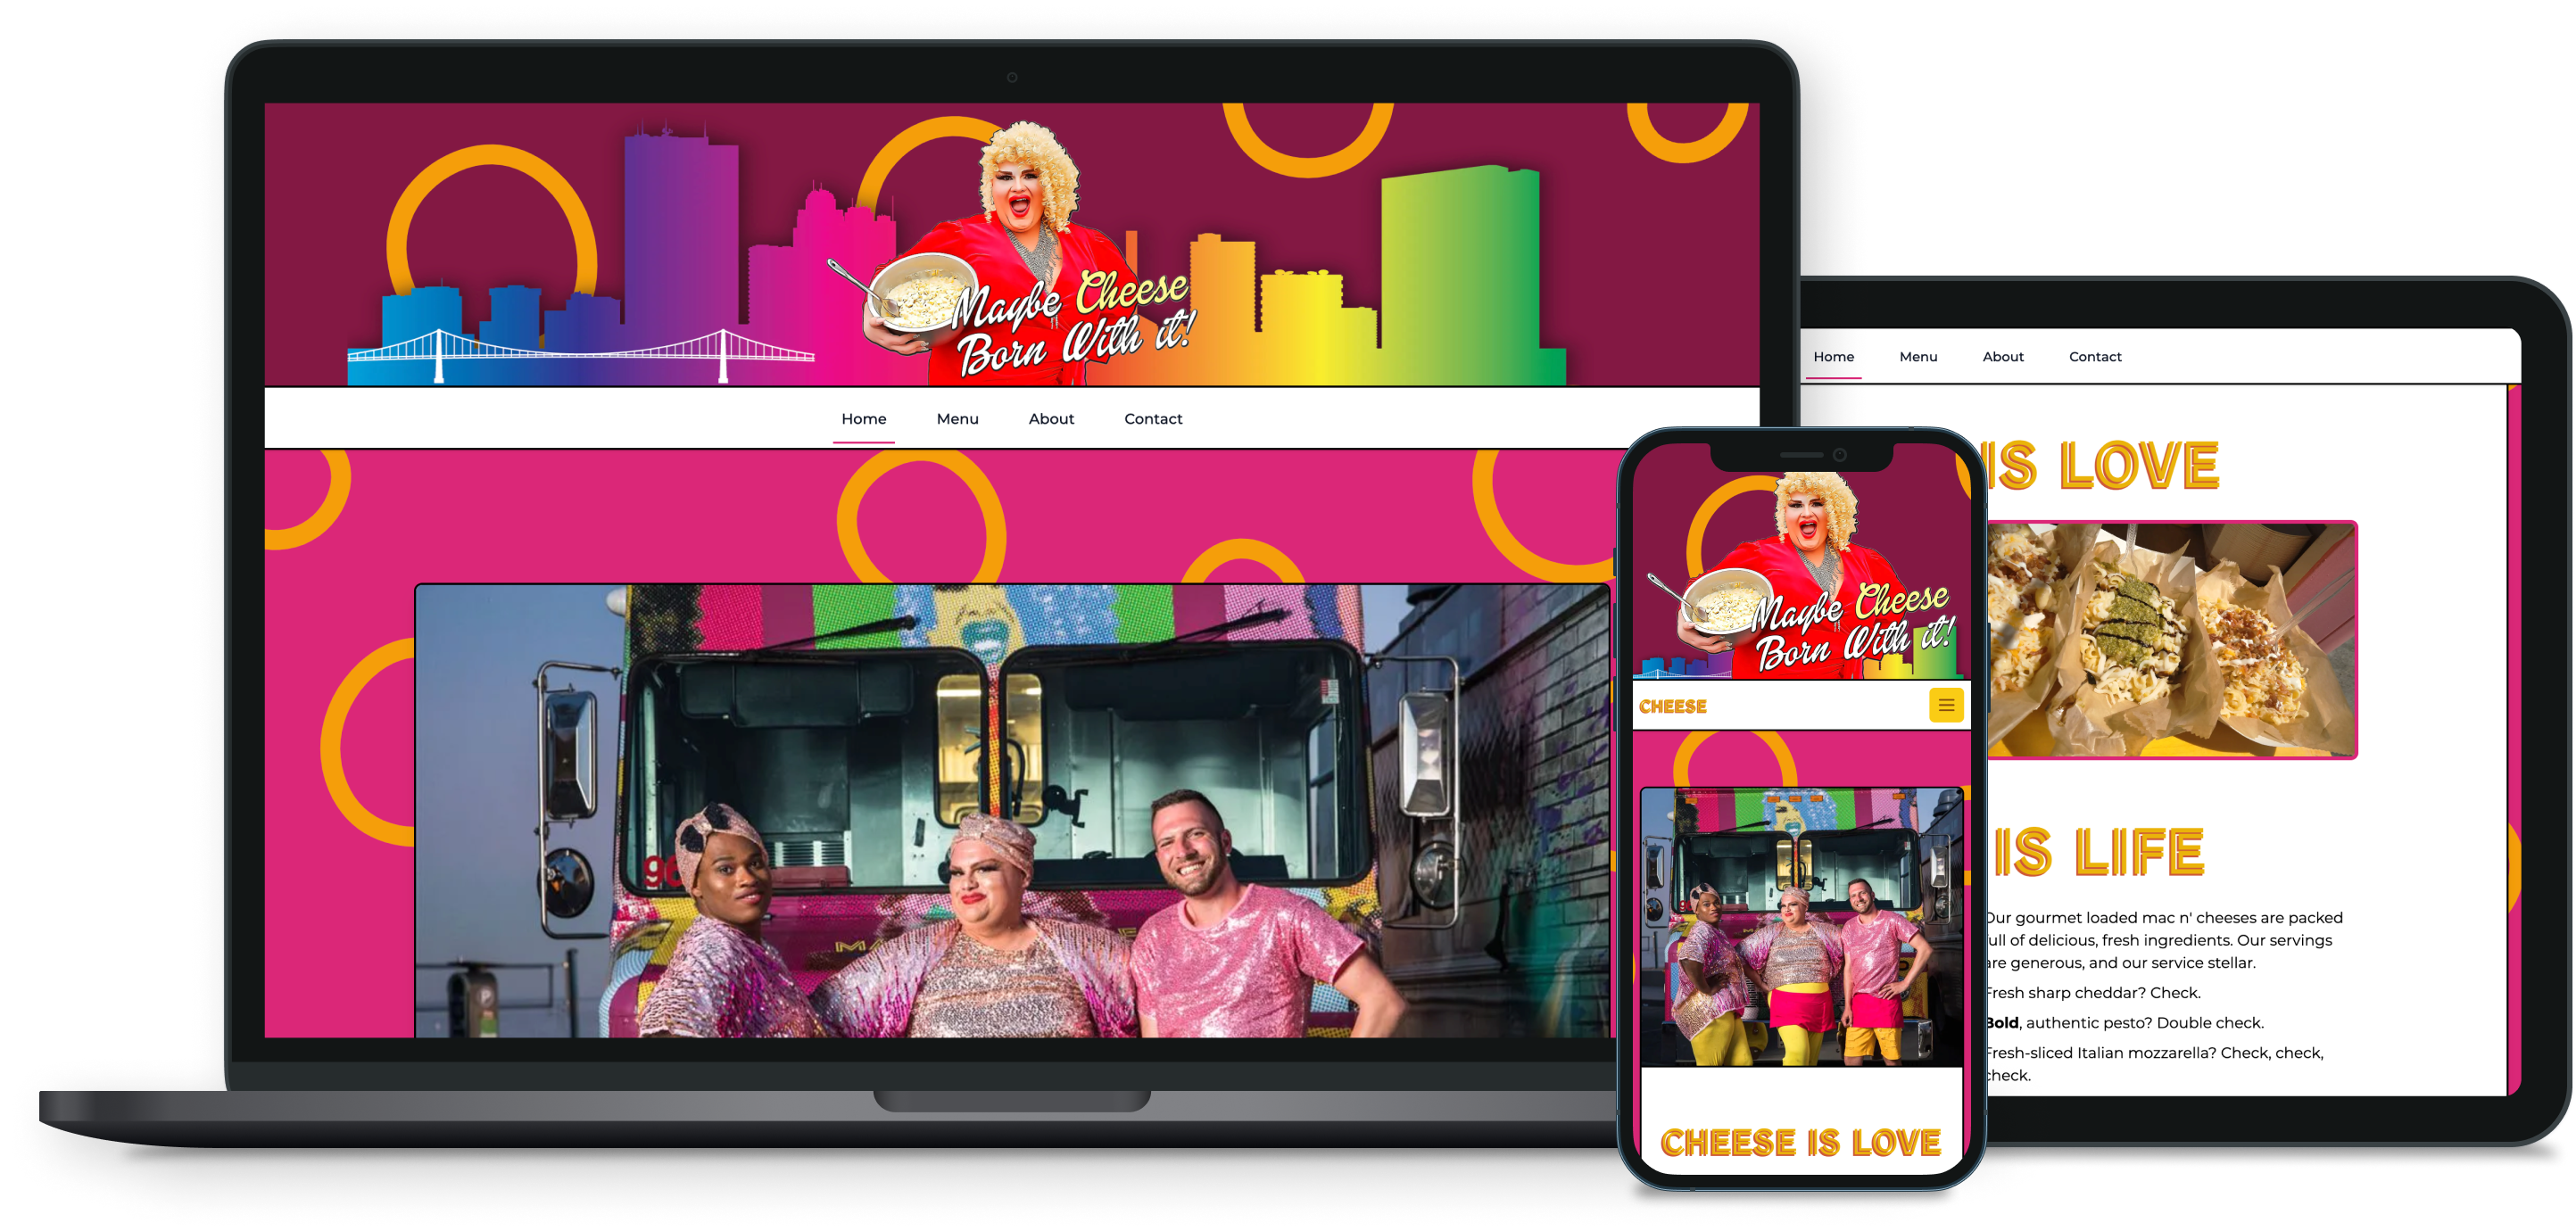 Maybe Cheese
Born With it!
Home Menu About Contact
Home Menu About Contact
IS LOVE
IS LIFE
Our gourmet loaded mac n' cheeses are packed
full of delicious, fresh ingredients. Our servings
are generous, and our service stellar.
Fresh sharp cheddar? Check.
Bold, authentic pesto? Double check.
Fresh-sliced Italian mozzarella? Check, check,
check.
Maybe Cheese
Born With it!
CHEESE
CHEESE IS LOVE